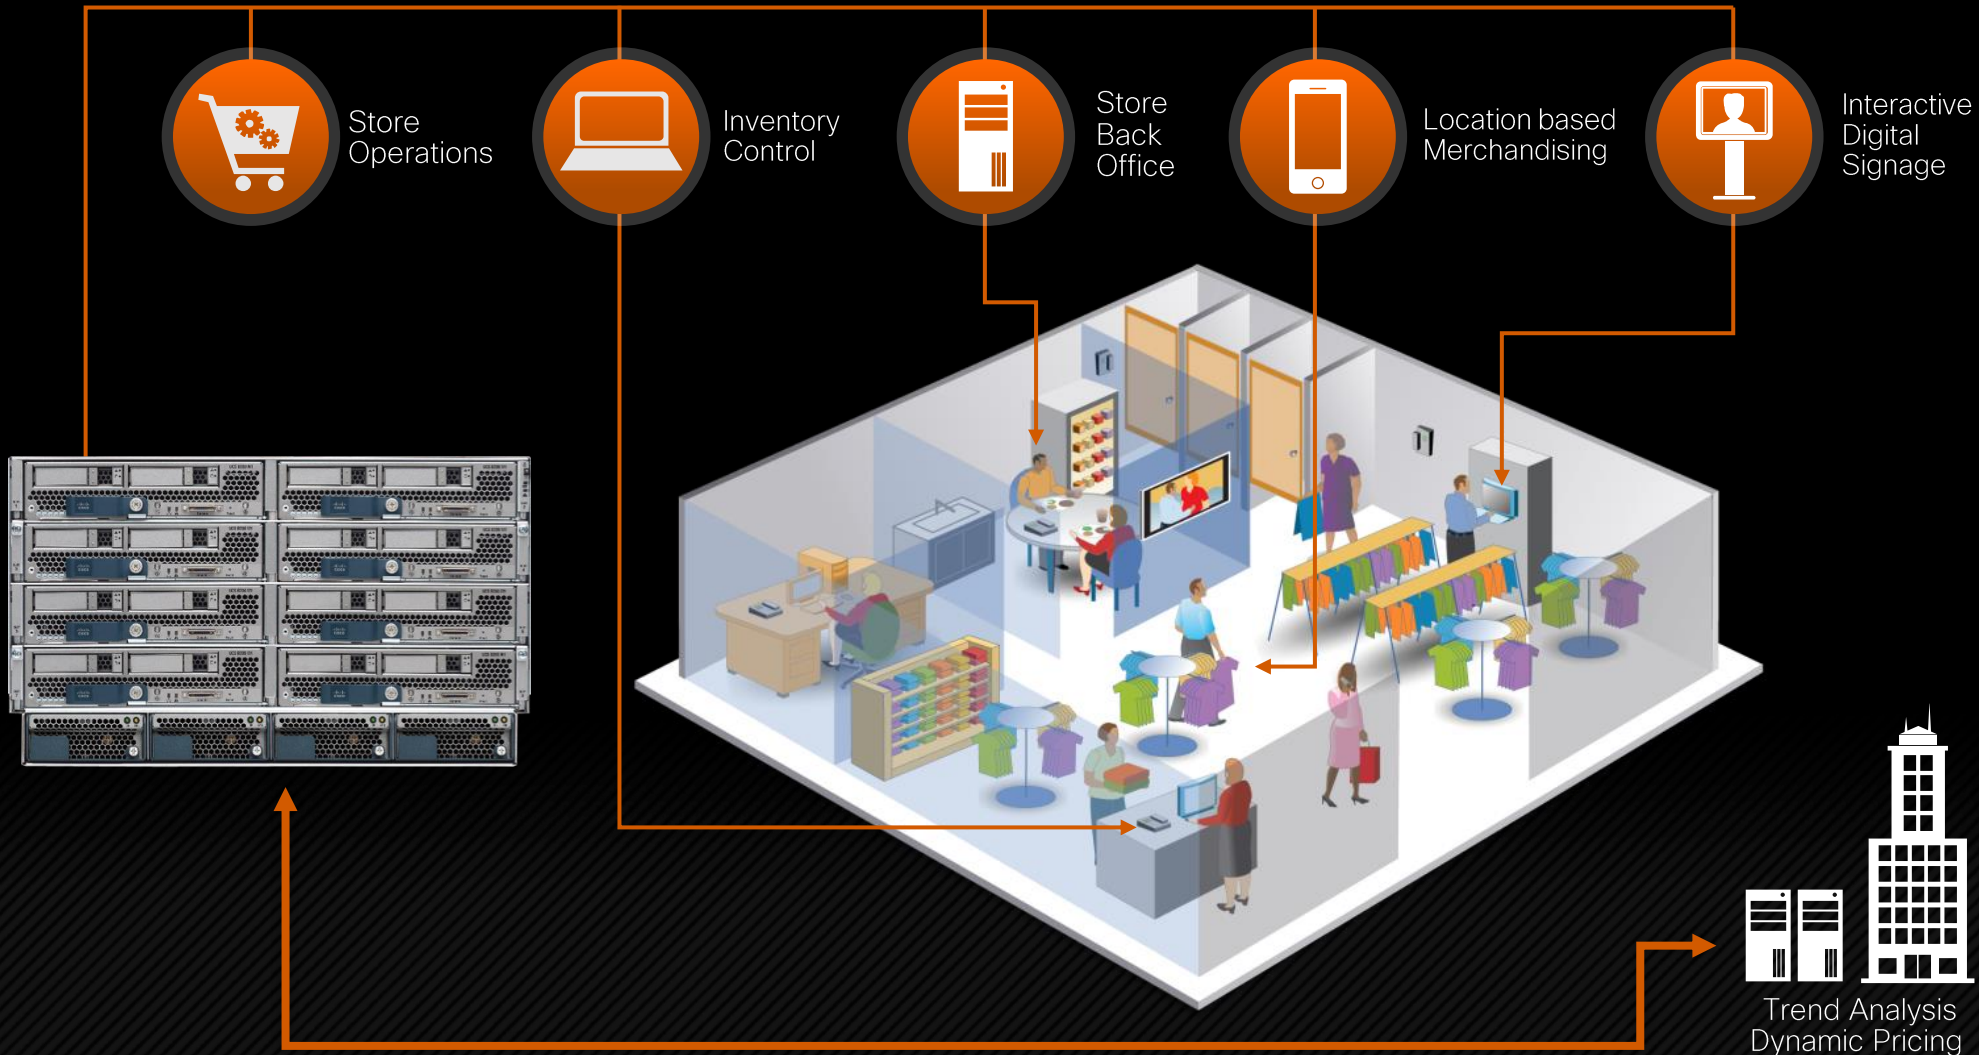 Store
Operations
Inventory
Control
Store
Back
Office
Location based
Merchandising
Interactive
Digital
Signage
Trend Analysis
Dynamic Pricing